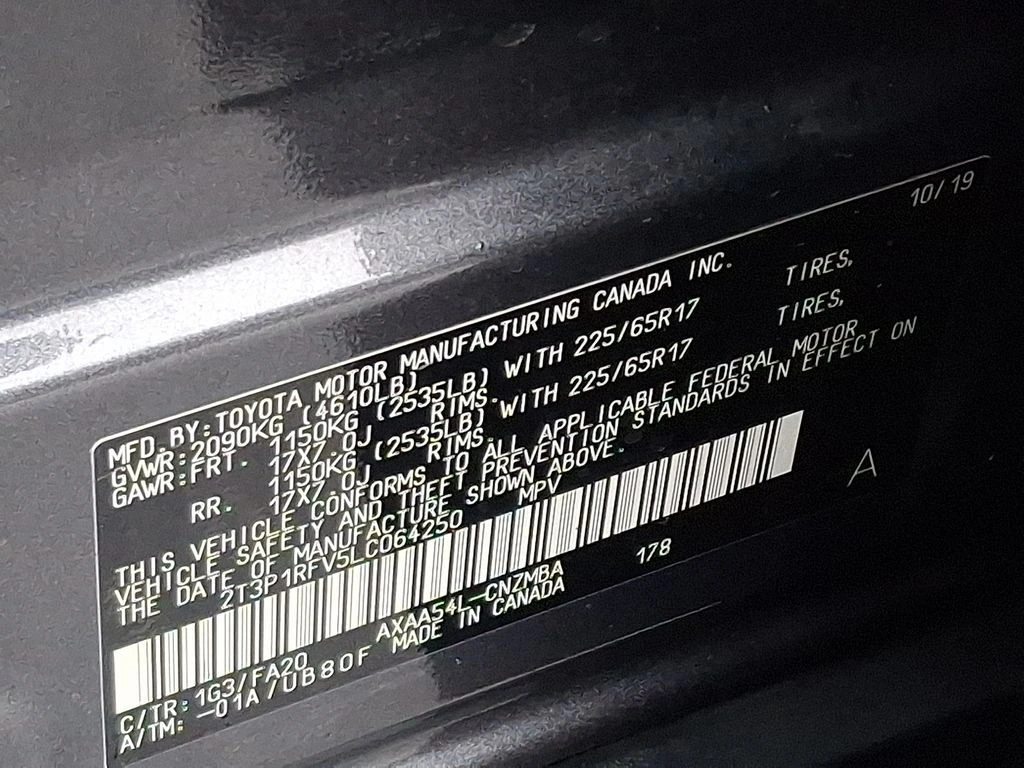 10/19
MFD. BY: TOYOTA MOTOR MANUFACTURING CANADA INC.
GVWR: 2090KG (4610LB)
GAWR: FRT. 1150KG (2535LB) WITH 225/65R17 TIRES,
17X7.0J RIMS.
RR. 1150KG (2535LB) WITH 225/65R17 TIRES,
17X7.0J RIMS.
THIS VEHICLE CONFORMS TO ALL APPLICABLE FEDERAL MOTOR
VEHICLE SAFETY AND THEFT PREVENTION STANDARDS IN EFFECT ON
THE DATE OF MANUFACTURE SHOWN ABOVE.
2T3P1RFV5LC064250 MPV
A
178
AXAA54L-CNZMBA
C/TR: 1G3/FA20 MADE IN CANADA
A/TM: -01A/UB80F